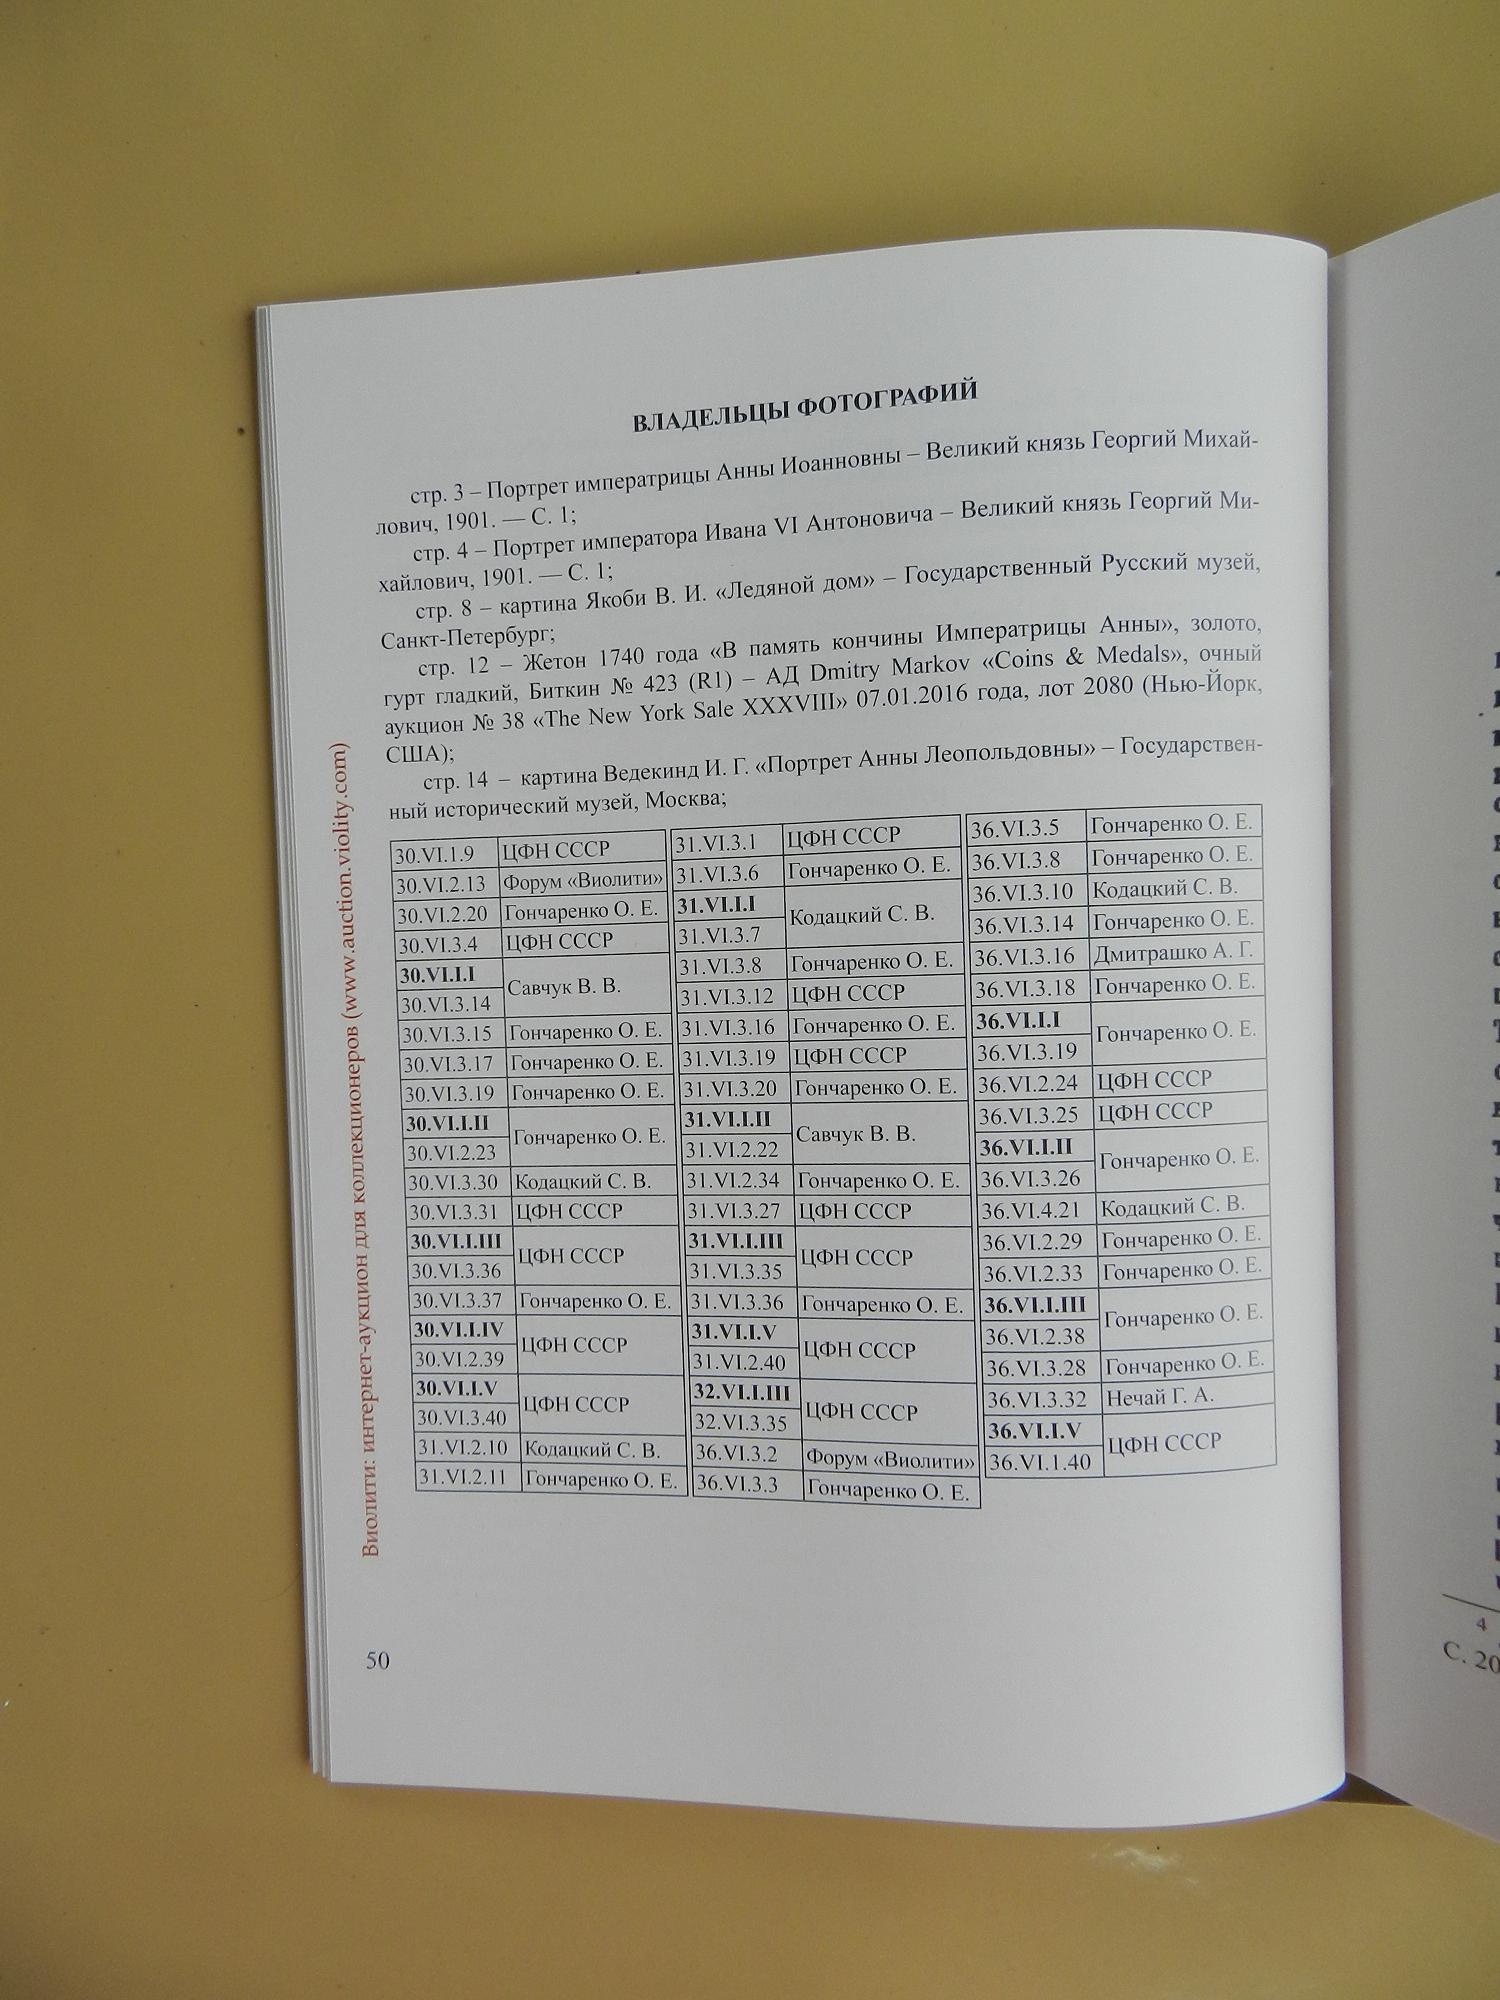 ВЛАДЕЛЬЦЫ ФОТОГРАФИЙ
стр. 3 – Портрет императрицы Анны Иоанновны – Великий князь Георгий Михай-
лович, 1901. — С. 1;
стр. 4 – Портрет императора Ивана VI Антоновича – Великий князь Георгий Ми-
хайлович, 1901. — С. 1;
стр. 8 – картина Якоби В. И. «Ледяной дом» – Государственный Русский музей,
Санкт-Петербург;
стр. 12 – Жетон 1740 года «В память кончины Императрицы Анны», золото,
гурт гладкий, Биткин № 423 (R1) – АД Dmitry Markov «Coins & Medals», очный
аукцион № 38 «The New York Sale XXXVIII» 07.01.2016 года, лот 2080 (Нью-Йорк,
США);
стр. 14 – картина Ведекинд И. Г. «Портрет Анны Леопольдовны» – Государствен-
ный исторический музей, Москва;
30.VI.1.9 ЦФН СССР
30.VI.2.13 Форум «Виолити»
30.VI.2.20 Гончаренко О. Е.
30.VI.3.4 ЦФН СССР
30.VI.I.I
Савчук В. В.
30.VI.3.14
30.VI.3.15 Гончаренко О. Е.
30.VI.3.17 Гончаренко О. Е.
30.VI.3.19 Гончаренко О. Е.
30.VI.I.II
Гончаренко О. Е.
30.VI.2.23
30.VI.3.30 Кодацкий С. В.
30.VI.3.31 ЦФН СССР
30.VI.I.III
ЦФН СССР
30.VI.3.36
30.VI.3.37 Гончаренко О. Е.
30.VI.I.IV
ЦФН СССР
30.VI.2.39
30.VI.I.V
ЦФН СССР
30.VI.3.40
31.VI.2.10 Кодацкий С. В.
31.VI.2.11 Гончаренко О. Е.
31.VI.3.1 ЦФН СССР
31.VI.3.6 Гончаренко О. Е.
31.VI.I.I
Кодацкий С. В.
31.VI.3.7
31.VI.3.8 Гончаренко О. Е.
31.VI.3.12 ЦФН СССР
31.VI.3.16 Гончаренко О. Е.
31.VI.3.19 ЦФН СССР
31.VI.3.20 Гончаренко О. Е.
31.VI.I.II
Савчук В. В.
31.VI.2.22
31.VI.2.34 Гончаренко О. Е.
31.VI.3.27 ЦФН СССР
31.VI.I.III
ЦФН СССР
31.VI.3.35
31.VI.3.36 Гончаренко О. Е.
31.VI.I.V
ЦФН СССР
31.VI.2.40
32.VI.I.III
ЦФН СССР
32.VI.3.35
36.VI.3.2 Форум «Виолити»
36.VI.3.3 Гончаренко О. Е.
36.VI.3.5 Гончаренко О. Е.
36.VI.3.8 Гончаренко О. Е.
36.VI.3.10 Кодацкий С. В.
36.VI.3.14 Гончаренко О. Е.
36.VI.3.16 Дмитрашко А. Г.
36.VI.3.18 Гончаренко О. Е.
36.VI.I.I
Гончаренко О. Е.
36.VI.3.19
36.VI.2.24 ЦФН СССР
36.VI.3.25 ЦФН СССР
36.VI.I.II
Гончаренко О. Е.
36.VI.3.26
36.VI.4.21 Кодацкий С. В.
36.VI.2.29 Гончаренко О. Е.
36.VI.2.33 Гончаренко О. Е.
36.VI.I.III
Гончаренко О. Е.
36.VI.2.38
36.VI.3.28 Гончаренко О. Е.
36.VI.3.32 Нечай Г. А.
36.VI.I.V
ЦФН СССР
36.VI.1.40
Виолити: интернет-аукцион для коллекционеров (www.auction.violity.com)
50
4
С. 20